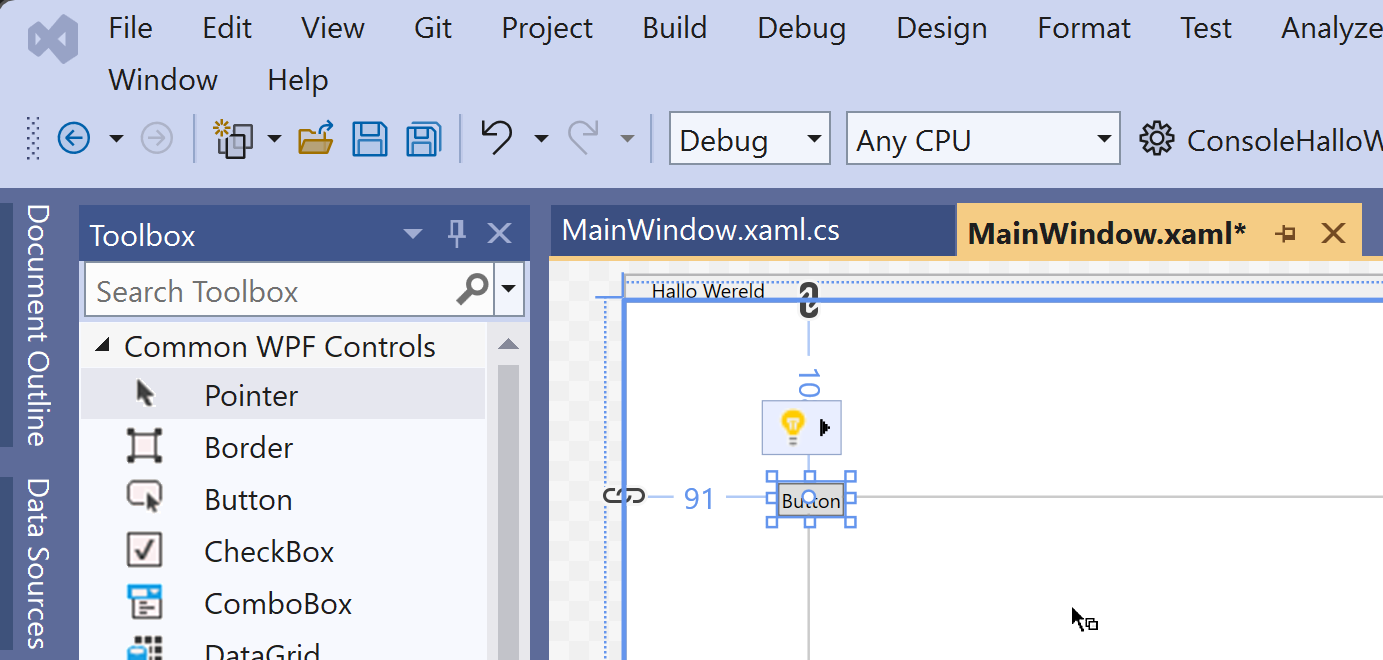 File Edit View Git Project Build Debug Design Format Test Analyze
Window Help
Debug Any CPU ConsoleHalloW
Document Outline
Data Sources
Toolbox
Search Toolbox
Common WPF Controls
Pointer
Border
Button
CheckBox
ComboBox
DataGrid
MainWindow.xaml.cs MainWindow.xaml*
Hallo Wereld
91
Button